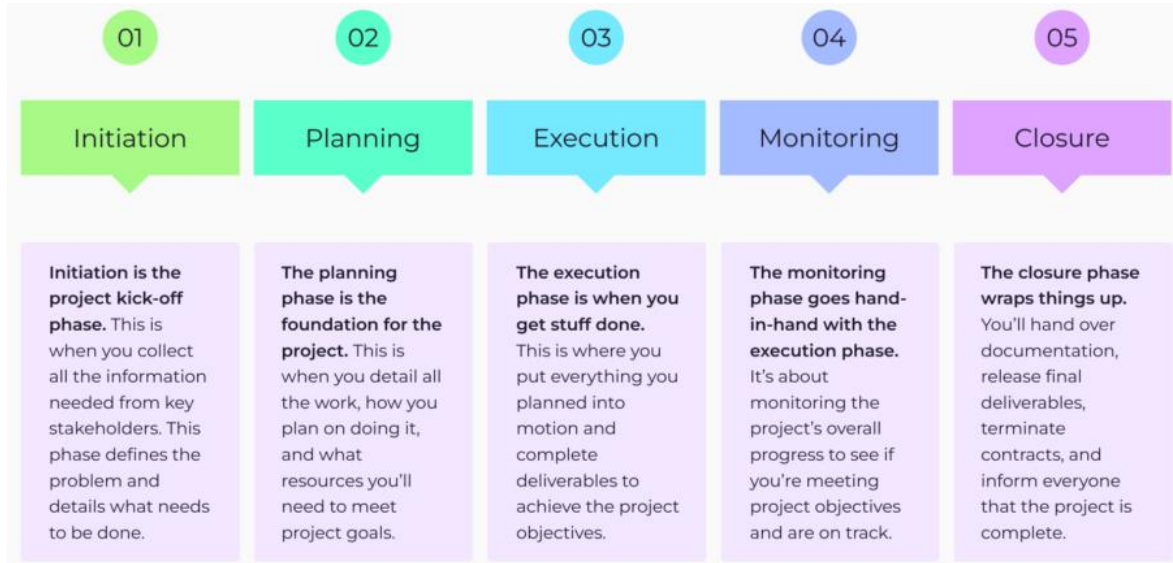 01
02
03
04
05
Initiation
Planning
Execution
Monitoring
Closure
Initiation is the
project kick-off
phase. This is
when you collect
all the information
needed from key
stakeholders. This
phase defines the
problem and
details what needs
to be done.
The planning
phase is the
foundation for the
project. This is
when you detail all
the work, how you
plan on doing it,
and what
resources you’ll
need to meet
project goals.
The execution
phase is when you
get stuff done.
This is where you
put everything you
planned into
motion and
complete
deliverables to
achieve the project
objectives.
The monitoring
phase goes hand-
in-hand with the
execution phase.
It’s about
monitoring the
project’s overall
progress to see if
you’re meeting
project objectives
and are on track.
The closure phase
wraps things up.
You’ll hand over
documentation,
release final
deliverables,
terminate
contracts, and
inform everyone
that the project is
complete.